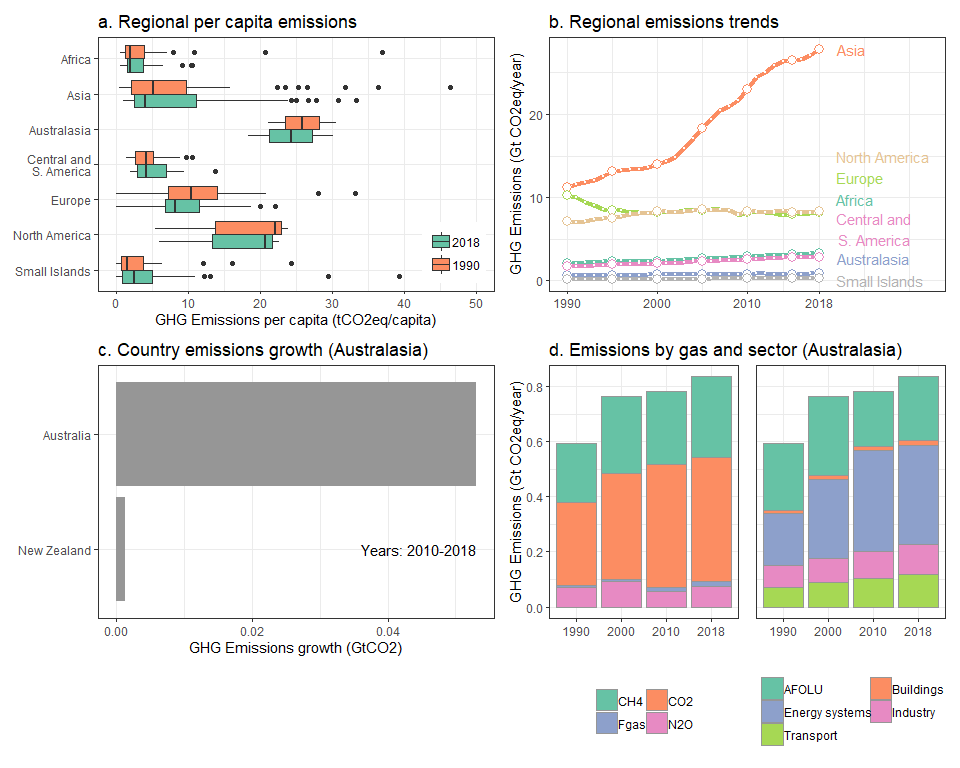 a. Regional per capita emissions
Africa
Asia
Australasia
Central and
S. America
Europe
North America
Small Islands
2018
1990
0
10
20
30
40
50
GHG Emissions per capita (tCO2eq/capita)
b. Regional emissions trends
GHG Emissions (Gt CO2eq/year)
20
10
0
Asia
North America
Europe
Africa
Central and
S. America
Australasia
Small Islands
1990
2000
2010
2018
c. Country emissions growth (Australasia)
Australia
New Zealand
Years: 2010-2018
0.00
0.02
0.04
GHG Emissions growth (GtCO2)
d. Emissions by gas and sector (Australasia)
GHG Emissions (Gt CO2eq/year)
0.8
0.6
0.4
0.2
0.0
1990
2000
2010
2018
1990
2000
2010
2018
CH4
CO2
Fgas
N2O
AFOLU
Buildings
Energy systems
Industry
Transport